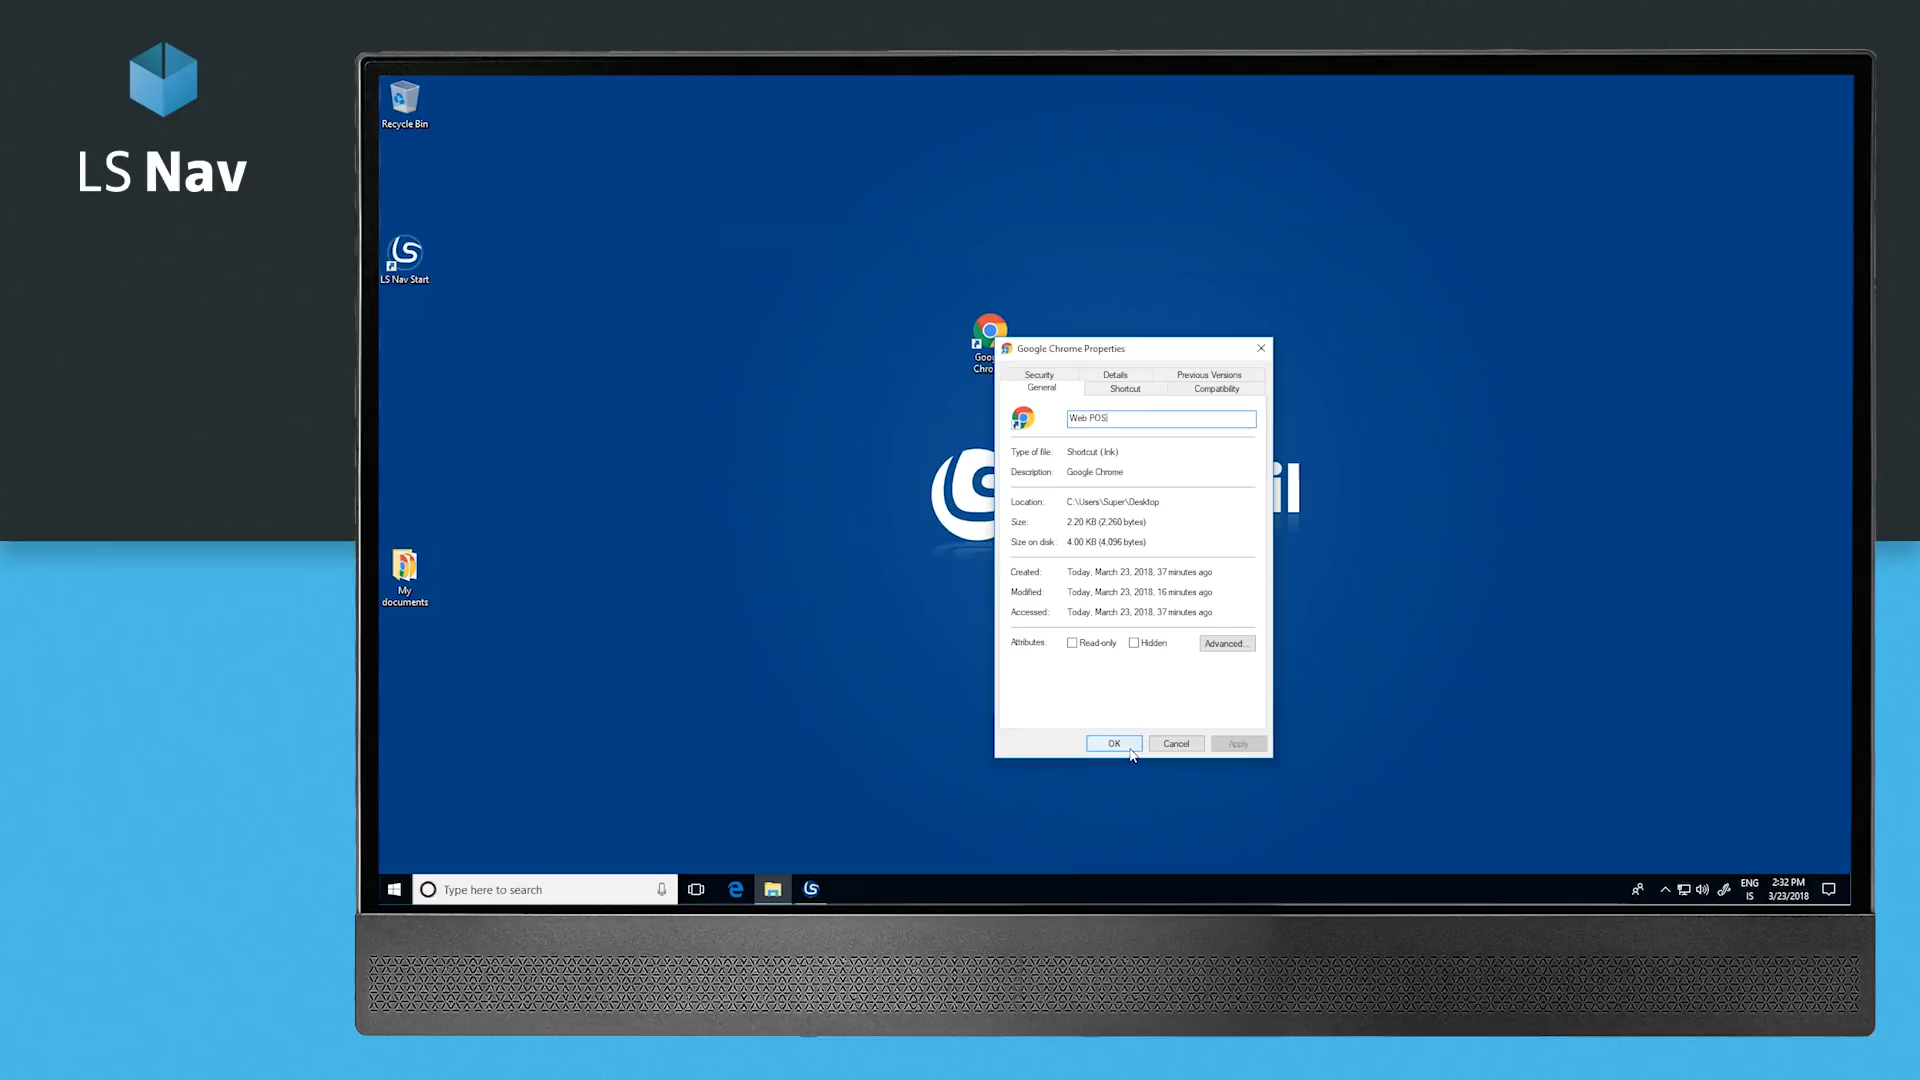 LS Nav
Recycle Bin
LS Nav Start
My
documents
Google Chrome Properties
Security
Details
Previous Versions
General
Shortcut
Compatibility
Web POS
Type of file:
Shortcut (.lnk)
Description:
Google Chrome
Location:
C:\Users\Super\Desktop
Size:
2.20 KB (2,260 bytes)
Size on disk:
4.00 KB (4,096 bytes)
Created:
Today, March 23, 2018, 37 minutes ago
Modified:
Today, March 23, 2018, 16 minutes ago
Accessed:
Today, March 23, 2018, 37 minutes ago
Attributes:
Read-only
Hidden
Advanced...
OK
Cancel
Apply
Type here to search
ENG
IS
2:32 PM
3/23/2018